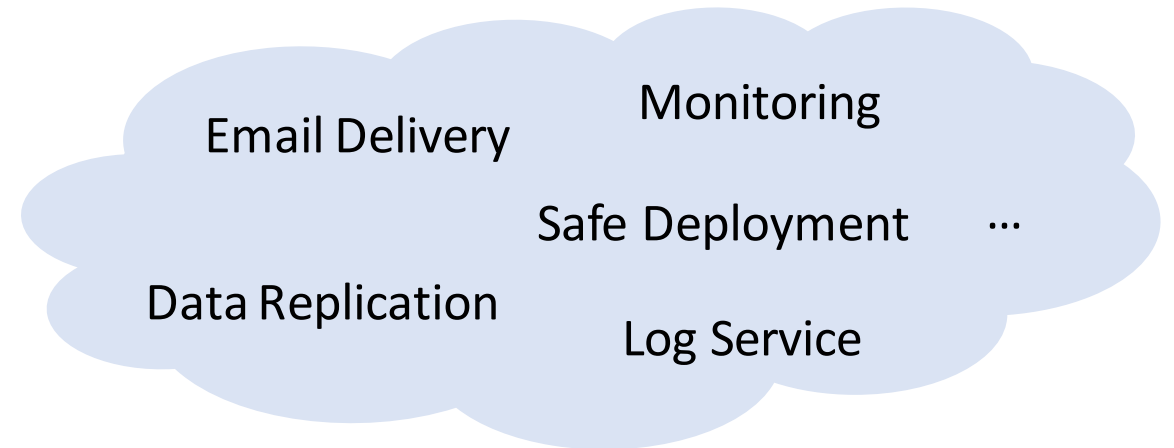 Monitoring
Email Delivery
Safe Deployment ...
Data Replication
Log Service